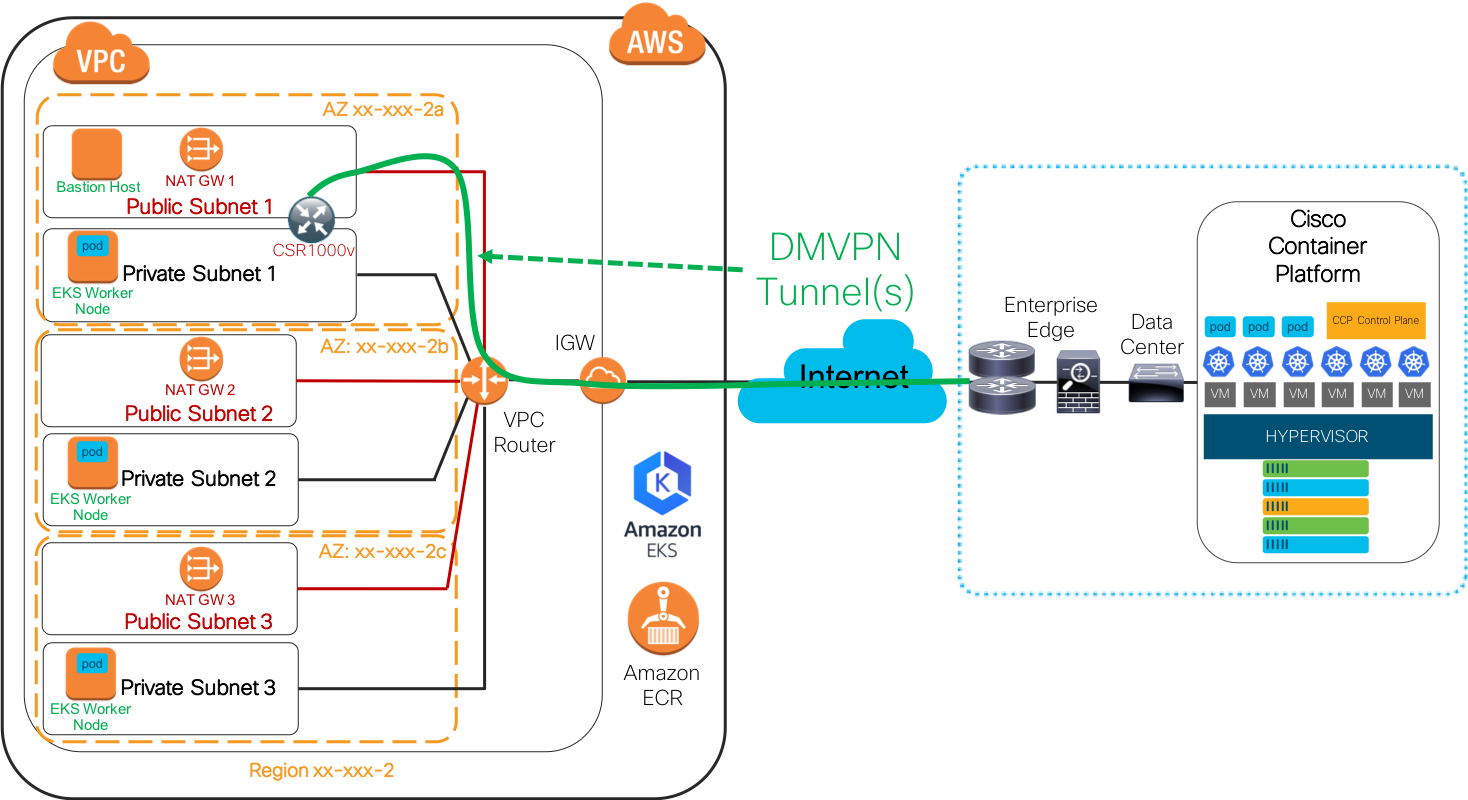 VPC
AWS
AZ xx-xxx-2a
Bastion Host
NAT GW 1
Public Subnet 1
CSR1000v
pod
Private Subnet 1
EKS Worker
Node
AZ: xx-xxx-2b
NAT GW 2
Public Subnet 2
pod
Private Subnet 2
EKS Worker
Node
AZ: xx-xxx-2c
NAT GW 3
Public Subnet 3
pod
Private Subnet 3
EKS Worker
Node
Region xx-xxx-2
VPC
Router
IGW
Amazon
EKS
Amazon
ECR
DMVPN
Tunnel(s)
Internet
Enterprise
Edge
Data
Center
Cisco
Container
Platform
pod pod pod
CCP Control Plane
VM VM VM VM VM VM
HYPERVISOR